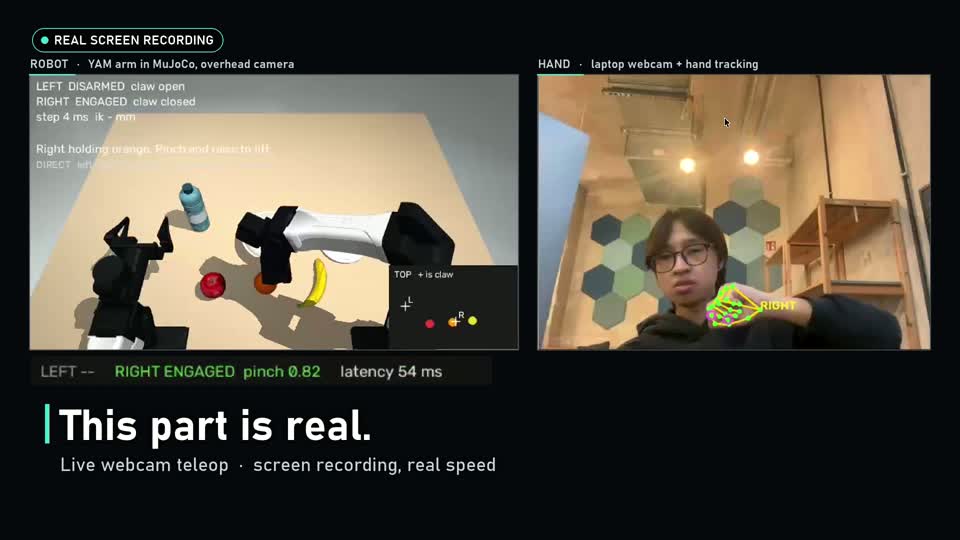 REAL SCREEN RECORDING
ROBOT · YAM arm in MuJoCo, overhead camera
HAND · laptop webcam + hand tracking
LEFT DISARMED claw open
RIGHT ENGAGED claw closed
step 4 ms ik - mm
Right holding orange. Pinch and raise to lift
DIRECT left
TOP + is claw
L
R
RIGHT
LEFT -- RIGHT ENGAGED pinch 0.82 latency 54 ms
This part is real.
Live webcam teleop · screen recording, real speed